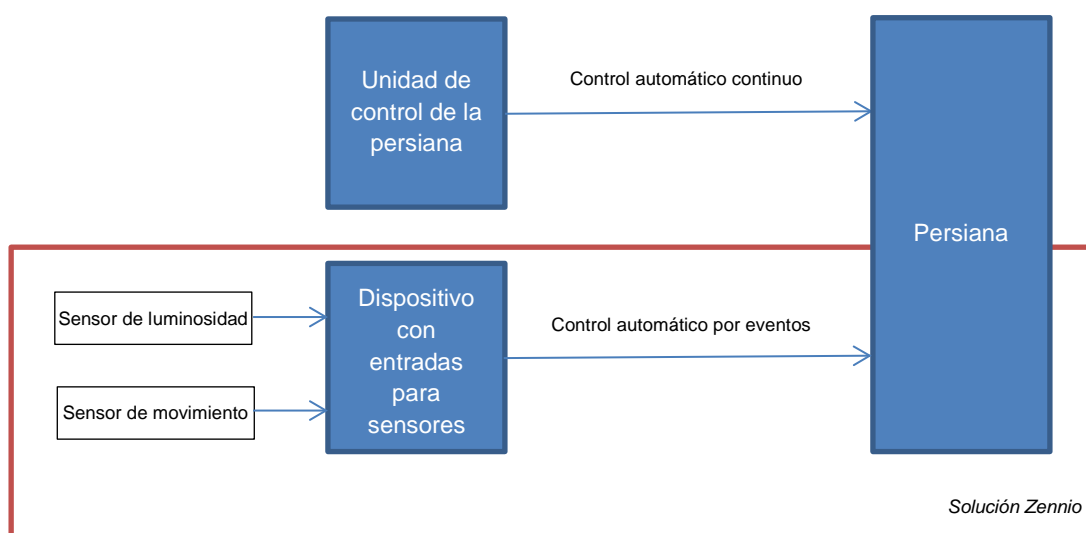 Unidad de
control de la
persiana
Control automático continuo
Persiana
Sensor de luminosidad
Sensor de movimiento
Dispositivo
con
entradas
para
sensores
Control automático por eventos
Solución Zennio